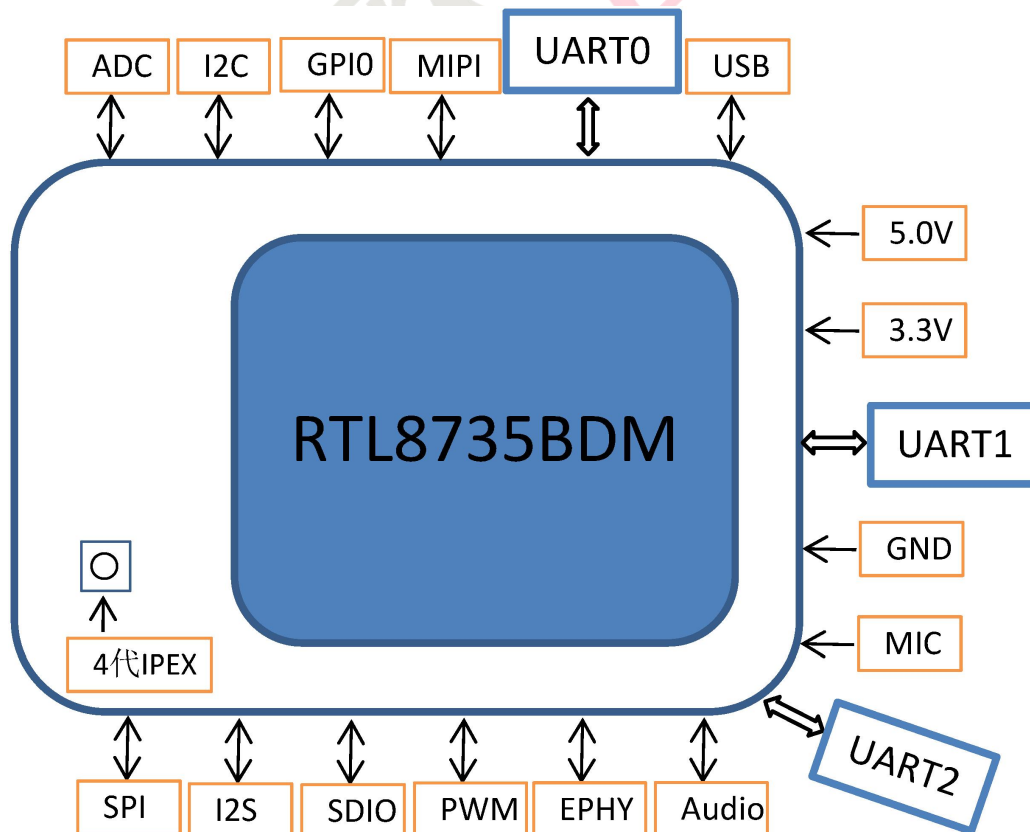 ADC
I2C
GPI0
MIPI
UART0
USB
5.0V
3.3V
RTL8735BDM
UART1
GND
MIC
4代IPEX
UART2
SPI
I2S
SDIO
PWM
EPHY
Audio